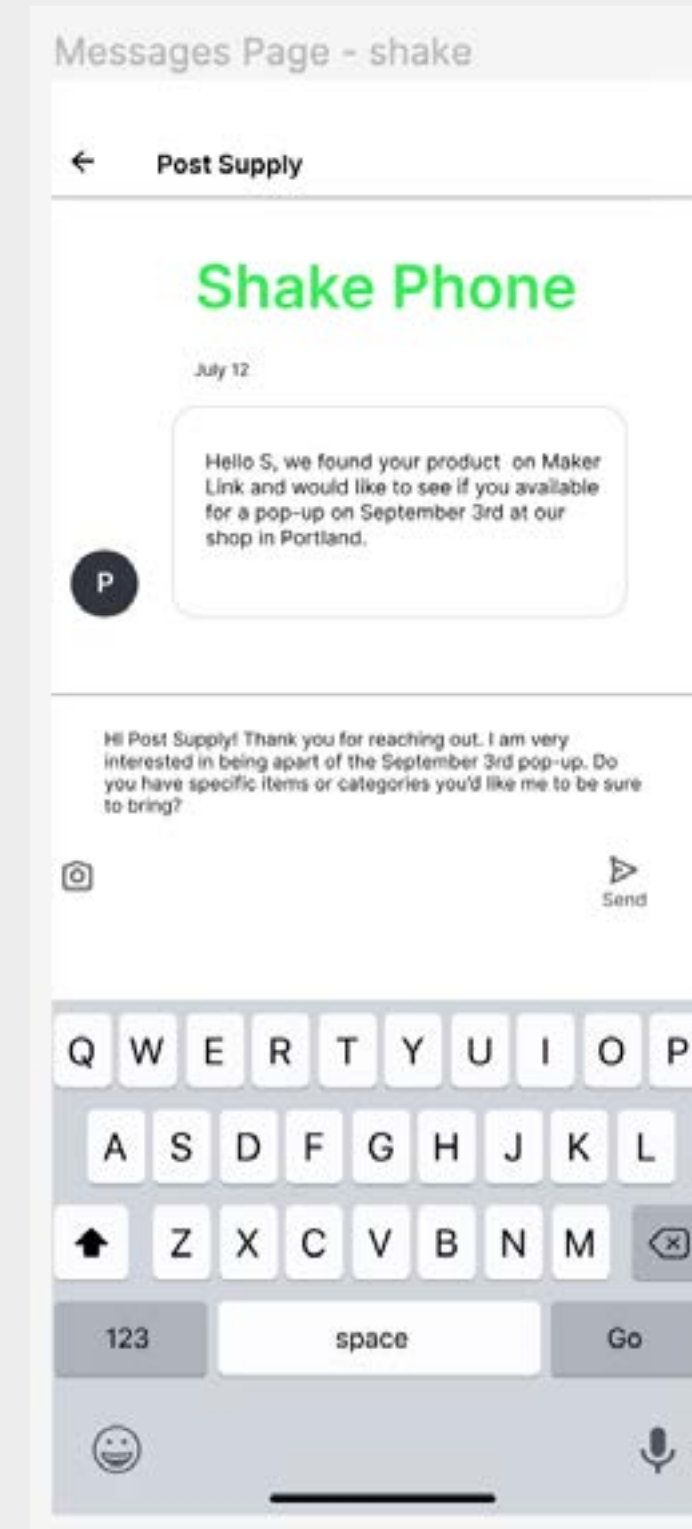 Messages Page - shake
Post Supply
Shake Phone
July 12
Hello S, we found your product on Maker
Link and would like to see if you available
for a pop-up on September 3rd at our
shop in Portland.
P
Hi Post Supply! Thank you for reaching out. I am very
interested in being apart of the September 3rd pop-up. Do
you have specific items or categories you'd like me to be sure
to bring?
Send
Q W E R T Y U I O P
A S D F G H J K L
Z X C V B N M
123 space Go